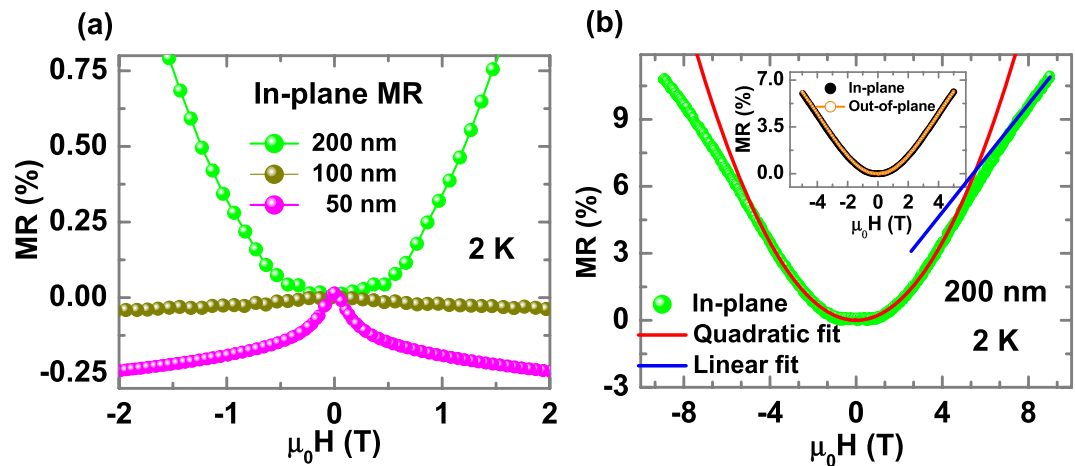 (a)
0.75
0.50
0.25
0.00
-0.25
MR (%)
In-plane MR
200 nm
100 nm
50 nm
2 K
-2
-1
0
1
2
μ0H (T)
(b)
9
6
3
0
-3
MR (%)
7.0
3.5
0.0
MR (%)
In-plane
Out-of-plane
-4
-2
0
2
4
μ0H (T)
In-plane
Quadratic fit
Linear fit
200 nm
2 K
-8
-4
0
4
8
μ0H (T)